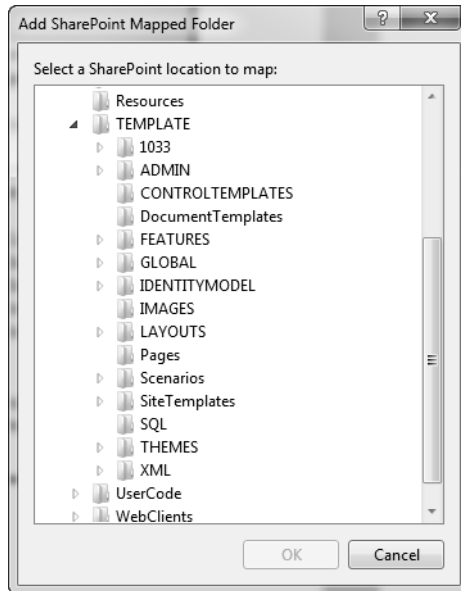 Add SharePoint Mapped Folder
Select a SharePoint location to map:
Resources
TEMPLATE
1033
ADMIN
CONTROLTEMPLATES
DocumentTemplates
FEATURES
GLOBAL
IDENTITYMODEL
IMAGES
LAYOUTS
Pages
Scenarios
SiteTemplates
SQL
THEMES
XML
UserCode
WebClients
OK
Cancel